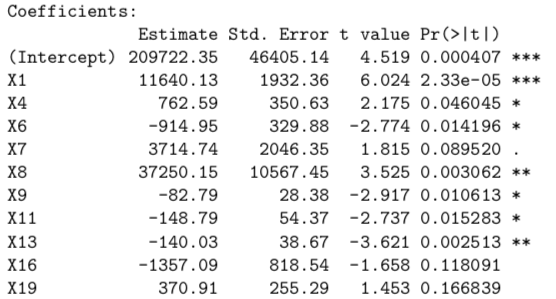 Coefficients:
Estimate Std. Error t value Pr(>|t|)
(Intercept) 209722.35 46405.14 4.519 0.000407 ***
X1 11640.13 1932.36 6.024 2.33e-05 ***
X4 762.59 350.63 2.175 0.046045 *
X6 -914.95 329.88 -2.774 0.014196 *
X7 3714.74 2046.35 1.815 0.089520 .
X8 37250.15 10567.45 3.525 0.003062 **
X9 -82.79 28.38 -2.917 0.010613 *
X11 -148.79 54.37 -2.737 0.015283 *
X13 -140.03 38.67 -3.621 0.002513 **
X16 -1357.09 818.54 -1.658 0.118091
X19 370.91 255.29 1.453 0.166839